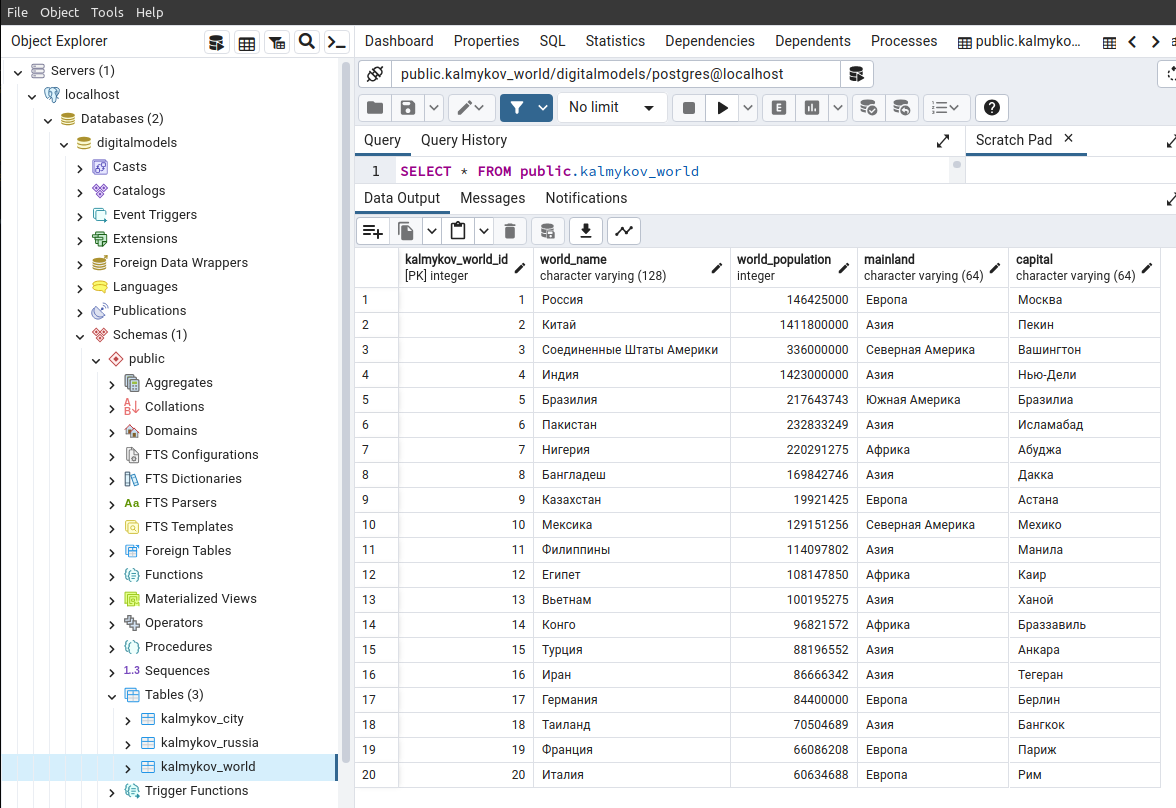 File Object Tools Help
Object Explorer
Servers (1)
localhost
Databases (2)
digitalmodels
Casts
Catalogs
Event Triggers
Extensions
Foreign Data Wrappers
Languages
Publications
Schemas (1)
public
Aggregates
Collations
Domains
FTS Configurations
FTS Dictionaries
Aa FTS Parsers
FTS Templates
Foreign Tables
Functions
Materialized Views
Operators
Procedures
1..3 Sequences
Tables (3)
kalmykov_city
kalmykov_russia
kalmykov_world
Trigger Functions
Dashboard Properties SQL Statistics Dependencies Dependents Processes public.kalmyko...
public.kalmykov_world/digitalmodels/postgres@localhost
No limit E
Query Query History Scratch Pad
1 SELECT * FROM public.kalmykov_world
Data Output Messages Notifications
kalmykov_world_id world_name world_population mainland capital
[PK] integer character varying (128) integer character varying (64) character varying (64)
1 1 Россия 146425000 Европа Москва
2 2 Китай 1411800000 Азия Пекин
3 3 Соединенные Штаты Америки 336000000 Северная Америка Вашингтон
4 4 Индия 1423000000 Азия Нью-Дели
5 5 Бразилия 217643743 Южная Америка Бразилиа
6 6 Пакистан 232833249 Азия Исламабад
7 7 Нигерия 220291275 Африка Абуджа
8 8 Бангладеш 169842746 Азия Дакка
9 9 Казахстан 19921425 Европа Астана
10 10 Мексика 129151256 Северная Америка Мехико
11 11 Филиппины 114097802 Азия Манила
12 12 Египет 108147850 Африка Каир
13 13 Вьетнам 100195275 Азия Ханой
14 14 Конго 96821572 Африка Браззавиль
15 15 Турция 88196552 Азия Анкара
16 16 Иран 86666342 Азия Тегеран
17 17 Германия 84400000 Европа Берлин
18 18 Таиланд 70504689 Азия Бангкок
19 19 Франция 66086208 Европа Париж
20 20 Италия 60634688 Европа Рим